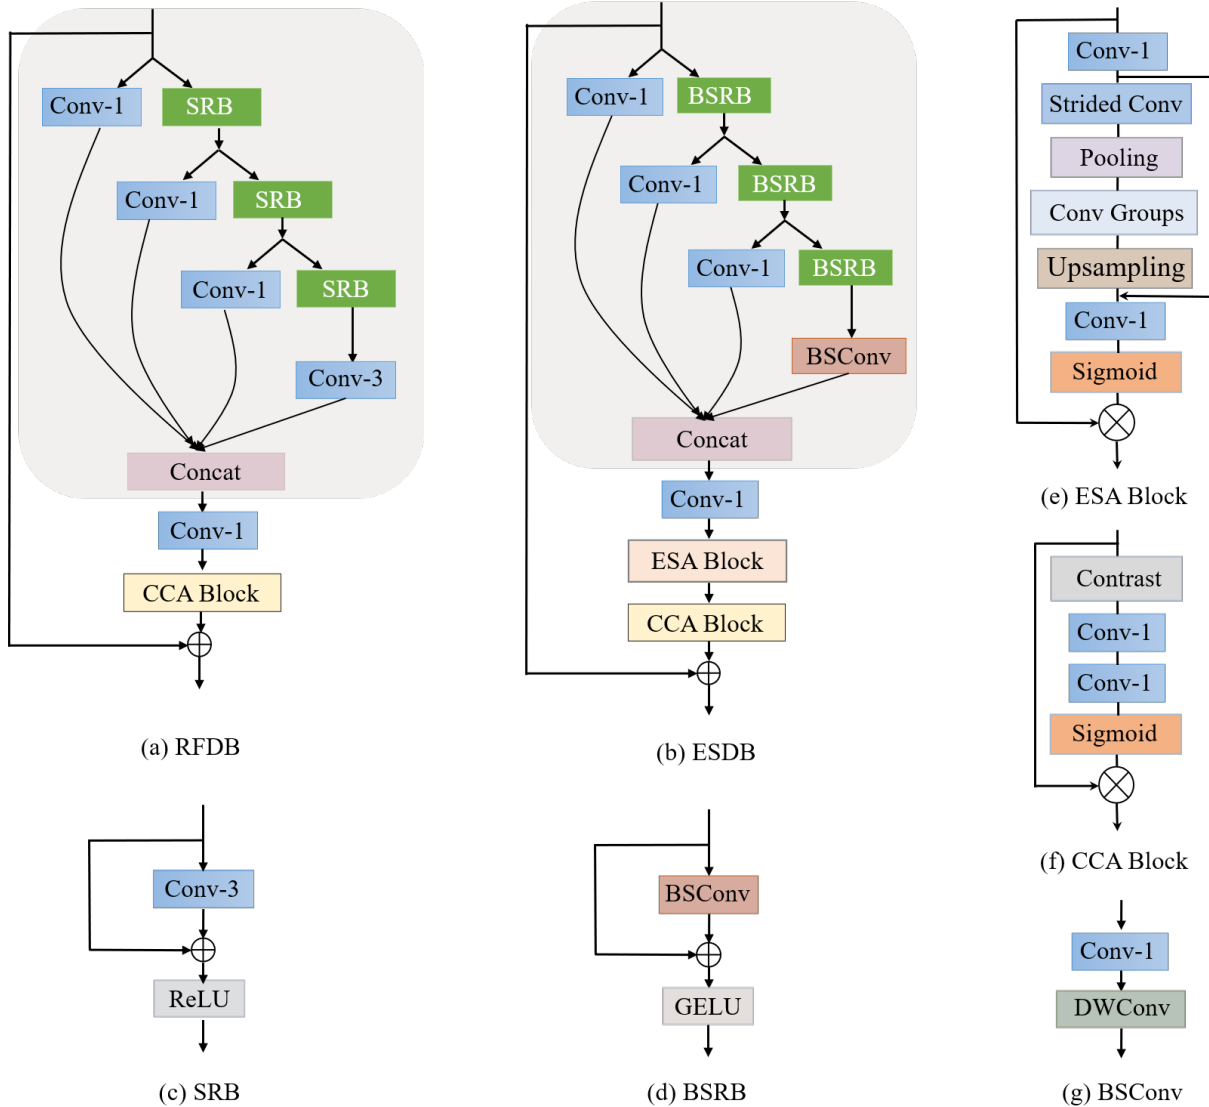 Conv-1
SRB
Conv-1
SRB
Conv-1
SRB
Conv-3
Concat
Conv-1
CCA Block
(a) RFDB
Conv-1
BSRB
Conv-1
BSRB
Conv-1
BSRB
BSConv
Concat
Conv-1
ESA Block
CCA Block
(b) ESDB
Conv-3
ReLU
(c) SRB
BSConv
GELU
(d) BSRB
Conv-1
Strided Conv
Pooling
Conv Groups
Upsampling
Conv-1
Sigmoid
(e) ESA Block
Contrast
Conv-1
Conv-1
Sigmoid
(f) CCA Block
Conv-1
DWConv
(g) BSConv